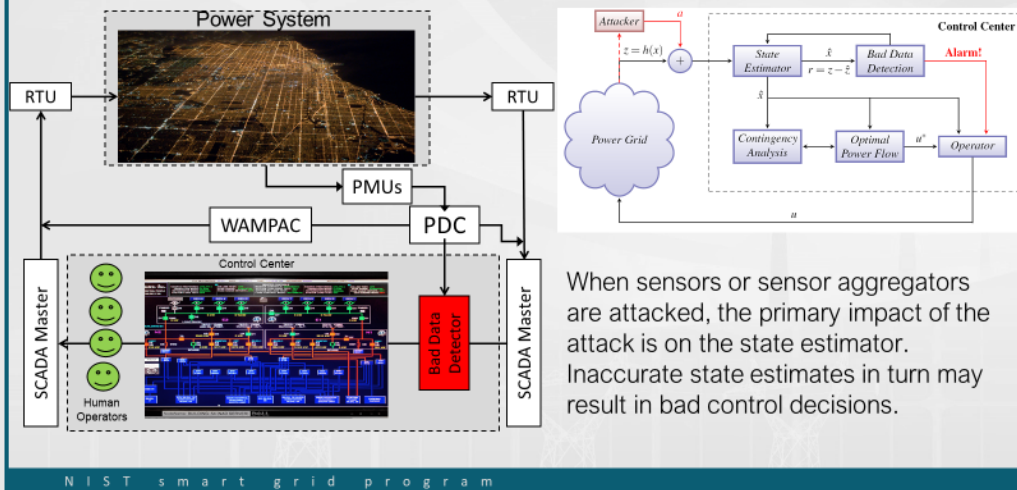 Power System
RTU
RTU
PMUs
WAMPAC
PDC
Control Center
SCADA Master
Human
Operators
Bad Data
Detector
SCADA Master
Attacker
a
Control Center
z = h(x)
+
State
Estimator
x̂
r = z − ẑ
Bad Data
Detection
Alarm!
x̂
Power Grid
Contingency
Analysis
Optimal
Power Flow
u*
Operator
u
When sensors or sensor aggregators
are attacked, the primary impact of the
attack is on the state estimator.
Inaccurate state estimates in turn may
result in bad control decisions.
NIST smart grid program